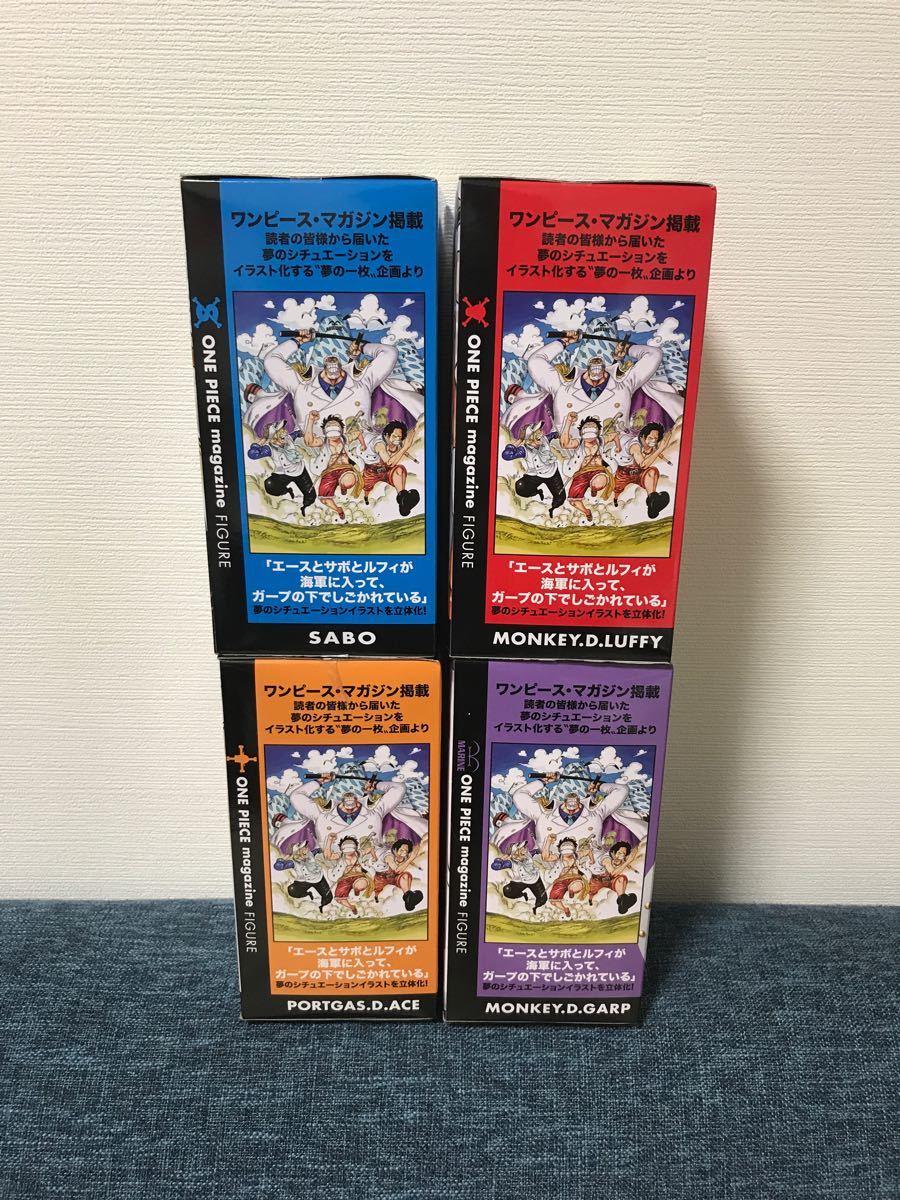 ワンピース・マガジン掲載
読者の皆様から届いた
夢のシチュエーションを
イラスト化する〝夢の一枚〟企画より
ONE PIECE magazine FIGURE
「エースとサボとルフィが
海軍に入って、
ガープの下でしごかれている」
夢のシチュエーションイラストを立体化!
SABO
ワンピース・マガジン掲載
読者の皆様から届いた
夢のシチュエーションを
イラスト化する〝夢の一枚〟企画より
ONE PIECE magazine FIGURE
「エースとサボとルフィが
海軍に入って、
ガープの下でしごかれている」
夢のシチュエーションイラストを立体化!
MONKEY.D.LUFFY
ワンピース・マガジン掲載
読者の皆様から届いた
夢のシチュエーションを
イラスト化する〝夢の一枚〟企画より
ONE PIECE magazine FIGURE
「エースとサボとルフィが
海軍に入って、
ガープの下でしごかれている」
夢のシチュエーションイラストを立体化!
PORTGAS.D.ACE
ワンピース・マガジン掲載
読者の皆様から届いた
夢のシチュエーションを
イラスト化する〝夢の一枚〟企画より
MARINE
ONE PIECE magazine FIGURE
「エースとサボとルフィが
海軍に入って、
ガープの下でしごかれている」
夢のシチュエーションイラストを立体化!
MONKEY.D.GARP